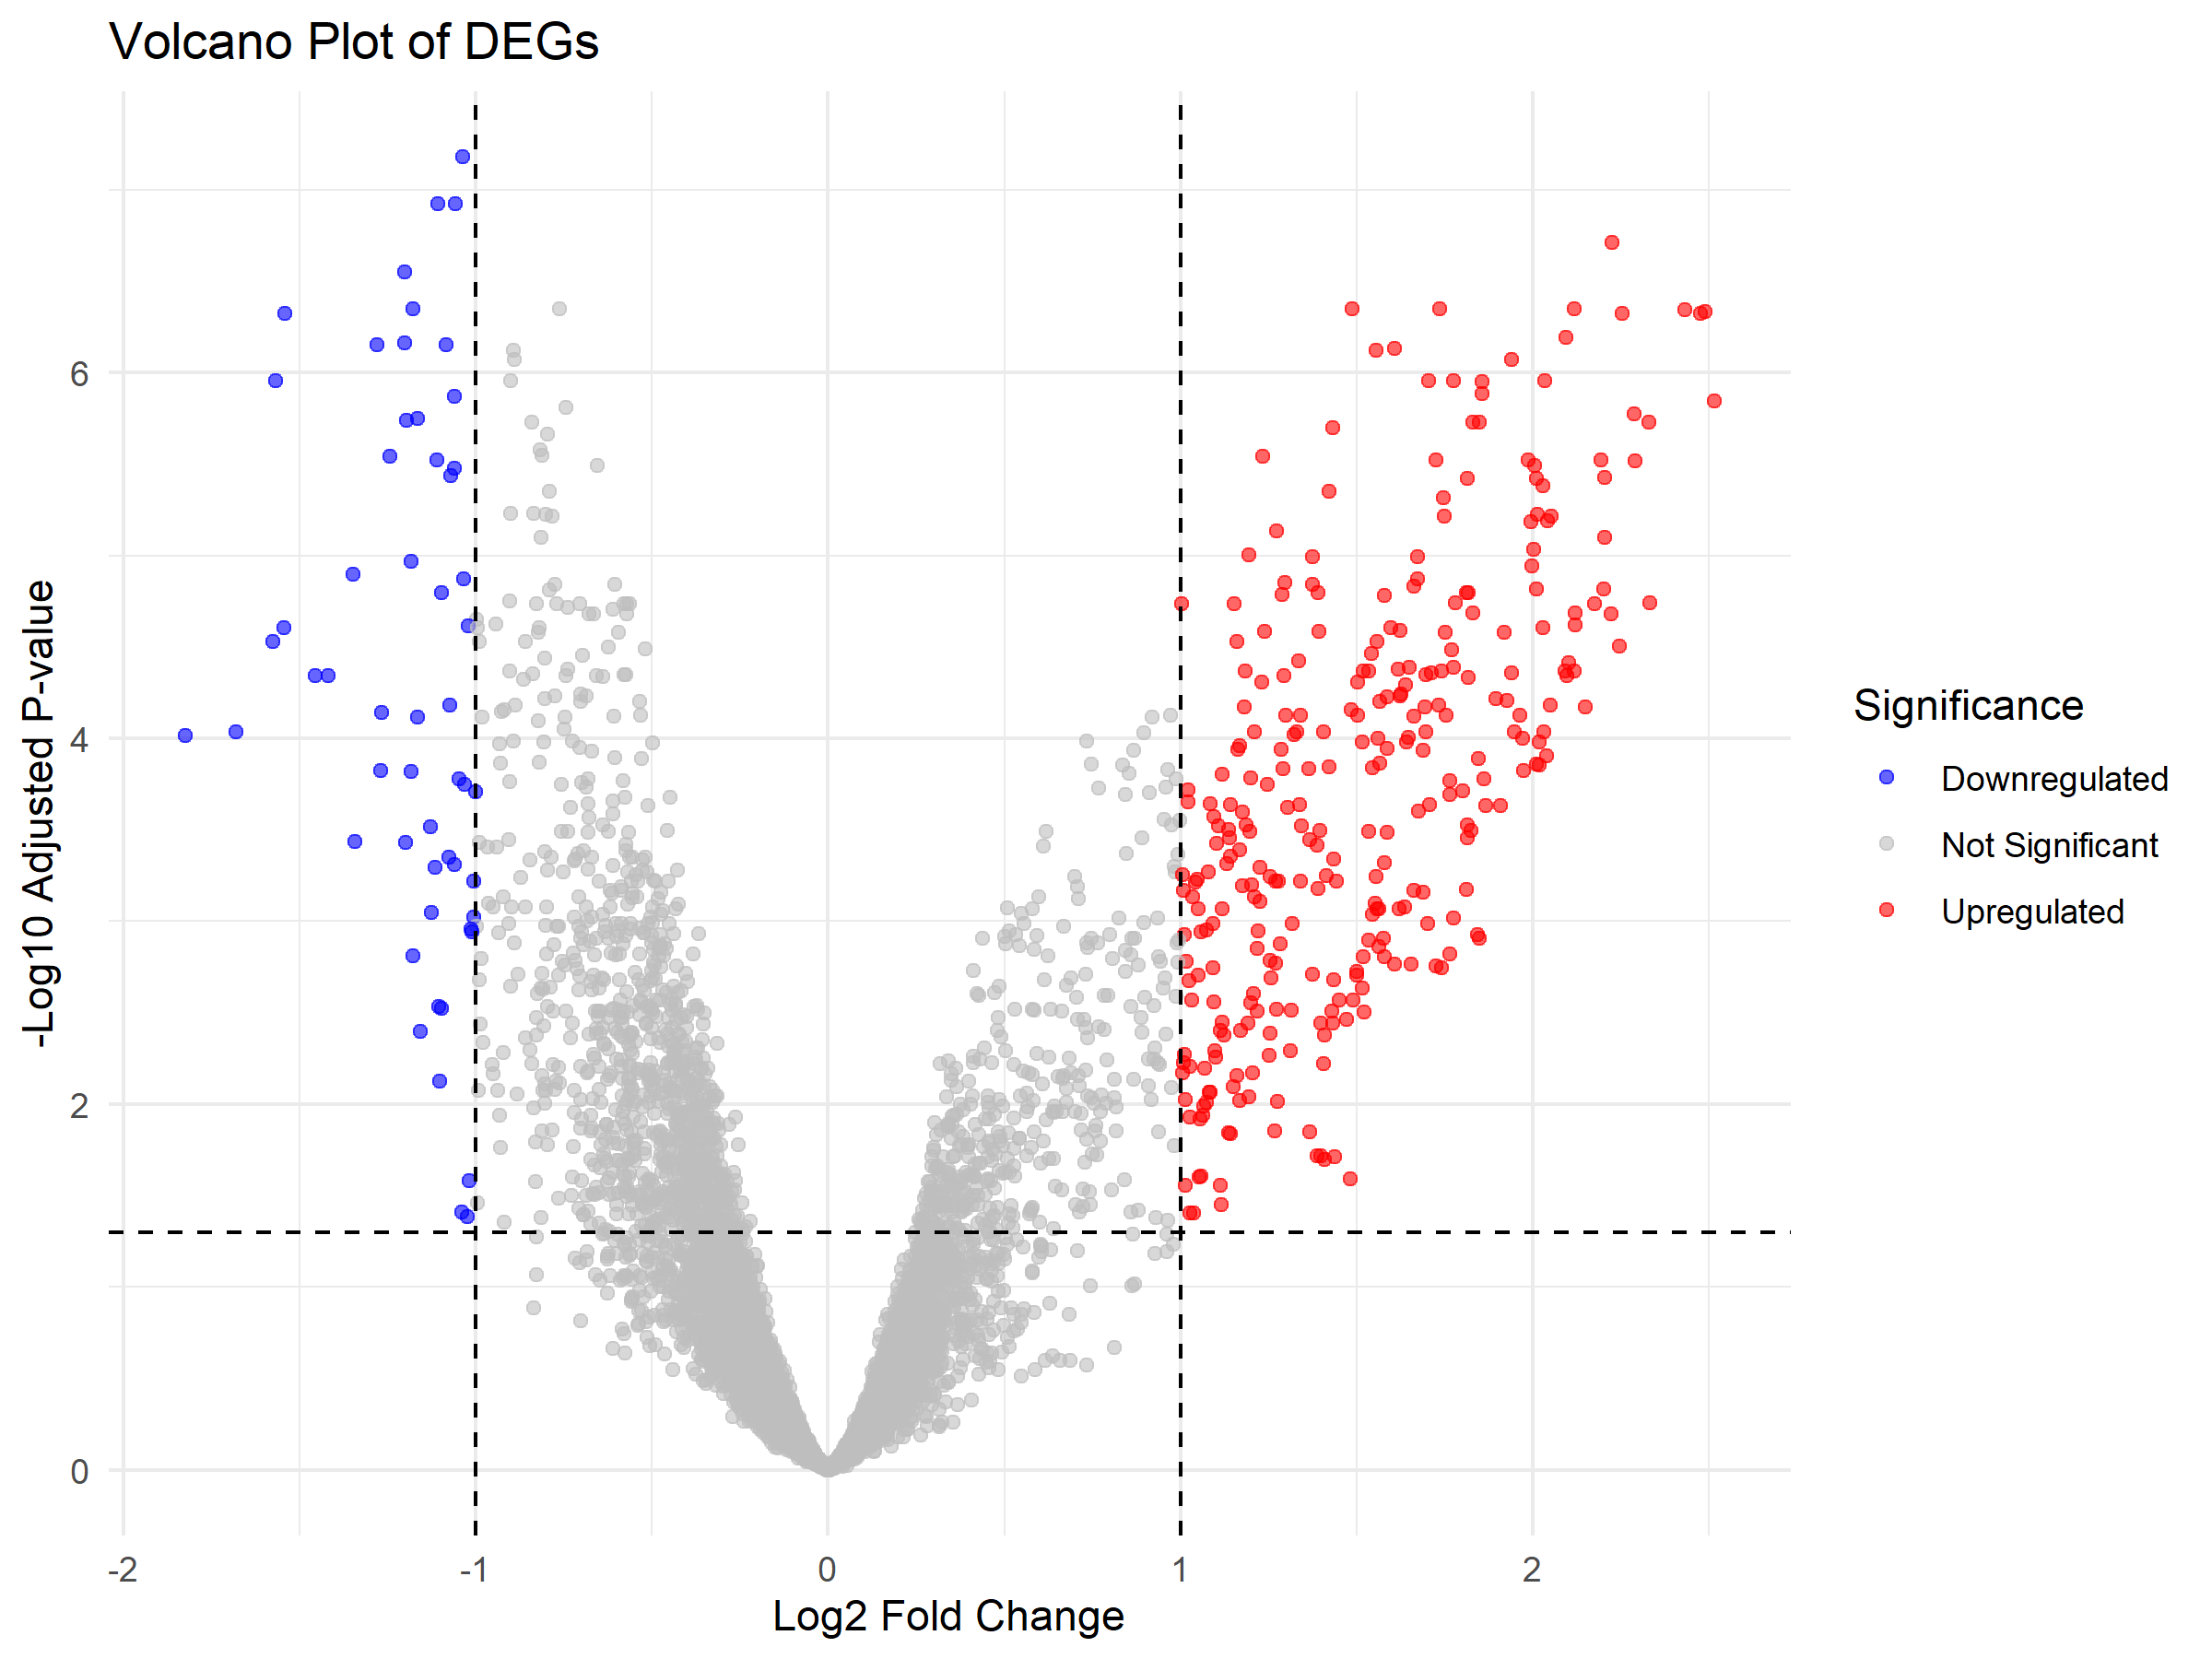 Volcano Plot of DEGs
-Log10 Adjusted P-value
6
4
2
0
-2
-1
0
1
2
Log2 Fold Change
Significance
Downregulated
Not Significant
Upregulated